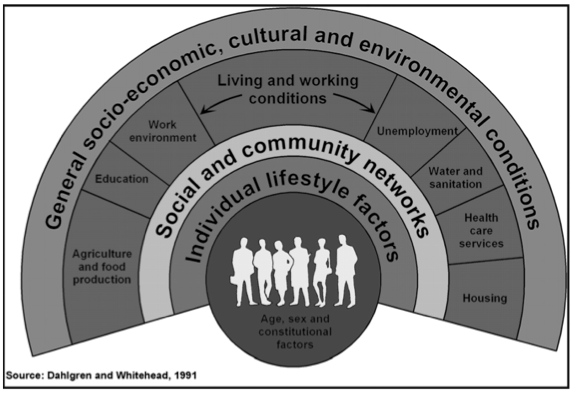 General socio-economic, cultural and environmental conditions
Living and working
conditions
Work
environment
Unemployment
Education
Water and
sanitation
Agriculture
and food
production
Health
care
services
Housing
Social and community networks
Individual lifestyle factors
Age, sex and
constitutional
factors
Source: Dahlgren and Whitehead, 1991